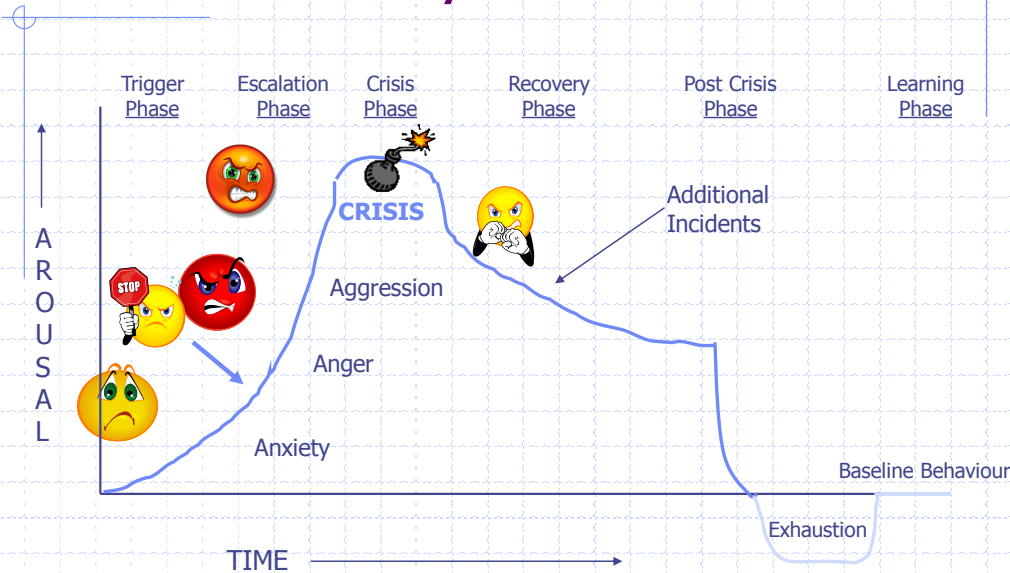 Trigger
Phase
Escalation
Phase
Crisis
Phase
Recovery
Phase
Post Crisis
Phase
Learning
Phase
AROUSAL
STOP
CRISIS
Additional
Incidents
Aggression
Anger
Anxiety
Baseline Behaviour
Exhaustion
TIME